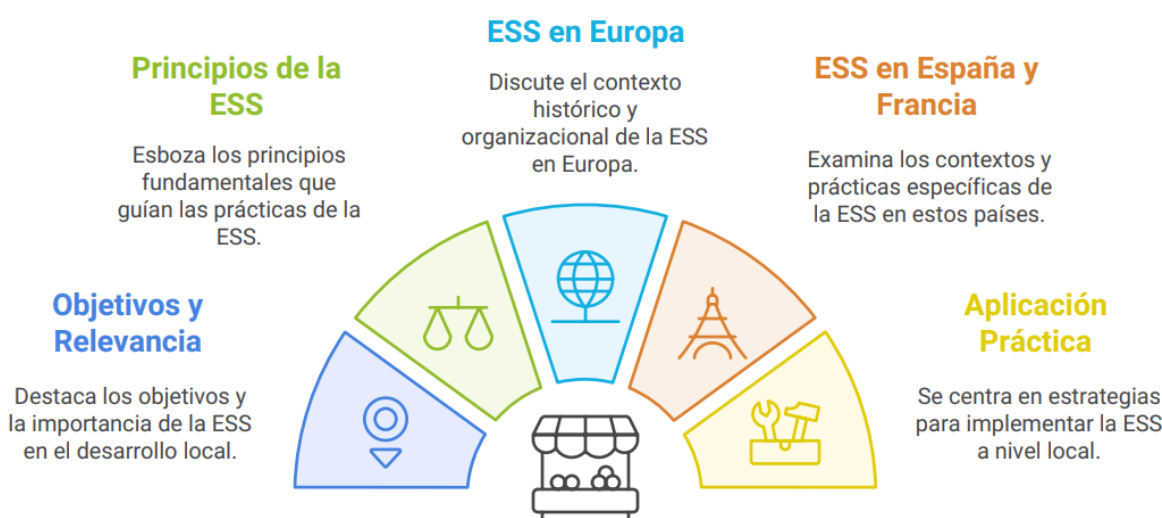 Objetivos y
Relevancia
Destaca los objetivos y
la importancia de la ESS
en el desarrollo local.
Principios de la
ESS
Esboza los principios
fundamentales que
guían las prácticas de la
ESS.
ESS en Europa
Discute el contexto
histórico y
organizacional de la ESS
en Europa.
ESS en España y
Francia
Examina los contextos y
prácticas específicas de
la ESS en estos países.
Aplicación
Práctica
Se centra en estrategias
para implementar la ESS
a nivel local.